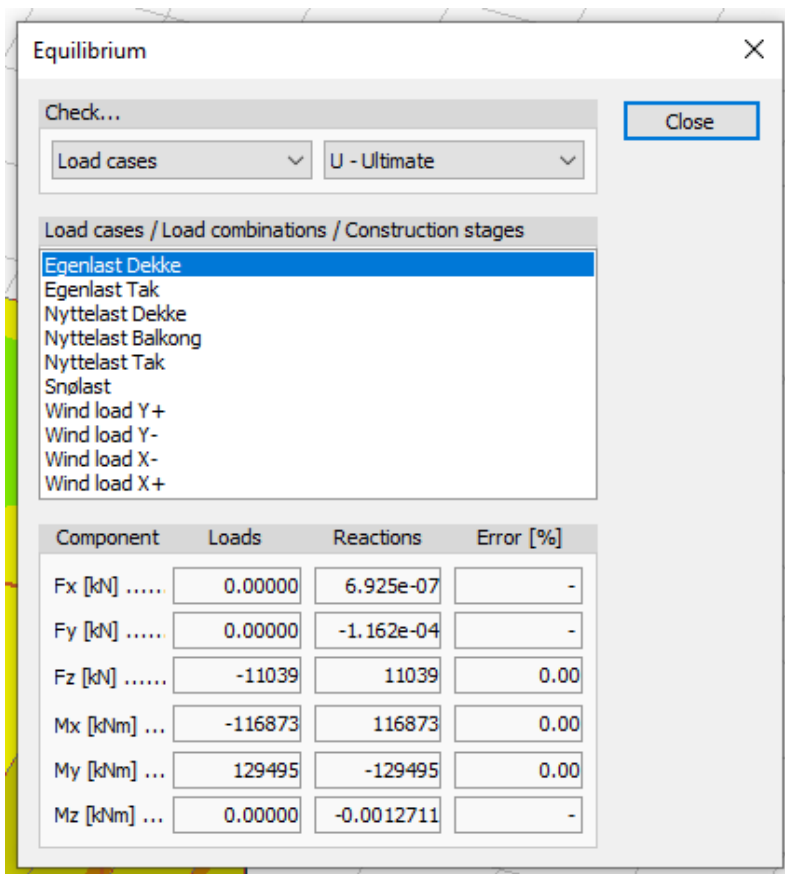 Equilibrium
Check...
Close
Load cases U - Ultimate
Load cases / Load combinations / Construction stages
Egenlast Dekke
Egenlast Tak
Nyttelast Dekke
Nyttelast Balkong
Nyttelast Tak
Snølast
Wind load Y+
Wind load Y-
Wind load X-
Wind load X+
Component Loads Reactions Error [%]
Fx [kN] ...... 0.00000 6.925e-07 -
Fy [kN] ...... 0.00000 -1.162e-04 -
Fz [kN] ...... -11039 11039 0.00
Mx [kNm] ... -116873 116873 0.00
My [kNm] ... 129495 -129495 0.00
Mz [kNm] ... 0.00000 -0.0012711 -